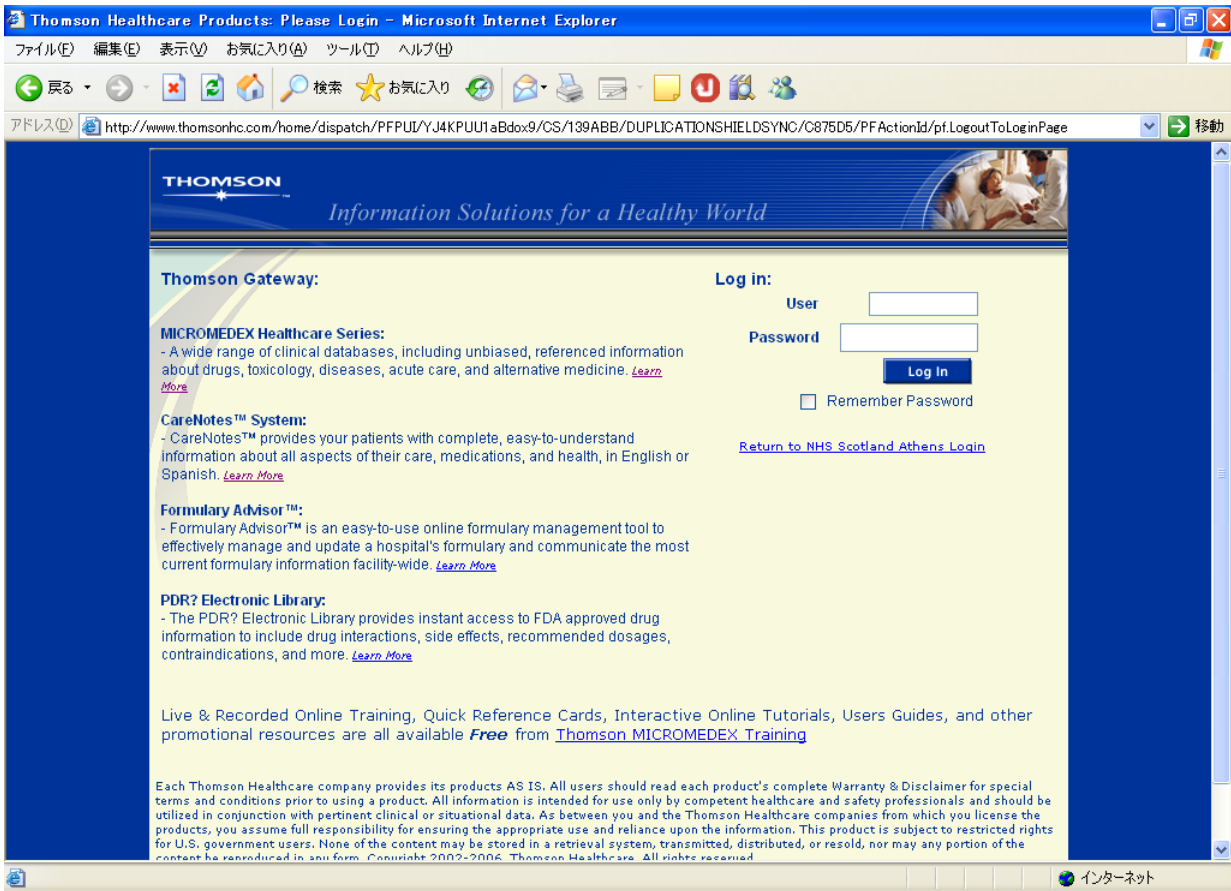 Thomson Healthcare Products: Please Login - Microsoft Internet Explorer
ファイル(F) 編集(E) 表示(V) お気に入り(A) ツール(T) ヘルプ(H)
戻る 検索 お気に入り
アドレス(D) http://www.thomsonhc.com/home/dispatch/PFPUI/YJ4KPUU1aBdox9/CS/139ABB/DUPLICATIONSHIELDSYNC/C875D5/PFActionId/pf.LogoutToLoginPage 移動
THOMSON
Information Solutions for a Healthy World
Thomson Gateway:
MICROMEDEX Healthcare Series:
- A wide range of clinical databases, including unbiased, referenced information
about drugs, toxicology, diseases, acute care, and alternative medicine. Learn
More
CareNotes™ System:
- CareNotes™ provides your patients with complete, easy-to-understand
information about all aspects of their care, medications, and health, in English or
Spanish. Learn More
Formulary Advisor™:
- Formulary Advisor™ is an easy-to-use online formulary management tool to
effectively manage and update a hospital's formulary and communicate the most
current formulary information facility-wide. Learn More
PDR? Electronic Library:
- The PDR? Electronic Library provides instant access to FDA approved drug
information to include drug interactions, side effects, recommended dosages,
contraindications, and more. Learn More
Log in:
User
Password
Log In
Remember Password
Return to NHS Scotland Athens Login
Live & Recorded Online Training, Quick Reference Cards, Interactive Online Tutorials, Users Guides, and other
promotional resources are all available Free from Thomson MICROMEDEX Training
Each Thomson Healthcare company provides its products AS IS. All users should read each product's complete Warranty & Disclaimer for special
terms and conditions prior to using a product. All information is intended for use only by competent healthcare and safety professionals and should be
utilized in conjunction with pertinent clinical or situational data. As between you and the Thomson Healthcare companies from which you license the
products, you assume full responsibility for ensuring the appropriate use and reliance upon the information. This product is subject to restricted rights
for U.S. government users. None of the content may be stored in a retrieval system, transmitted, distributed, or resold, nor may any portion of the
content be reproduced in any form. Copyright 2002-2006 Thomson Healthcare. All rights reserved
インターネット